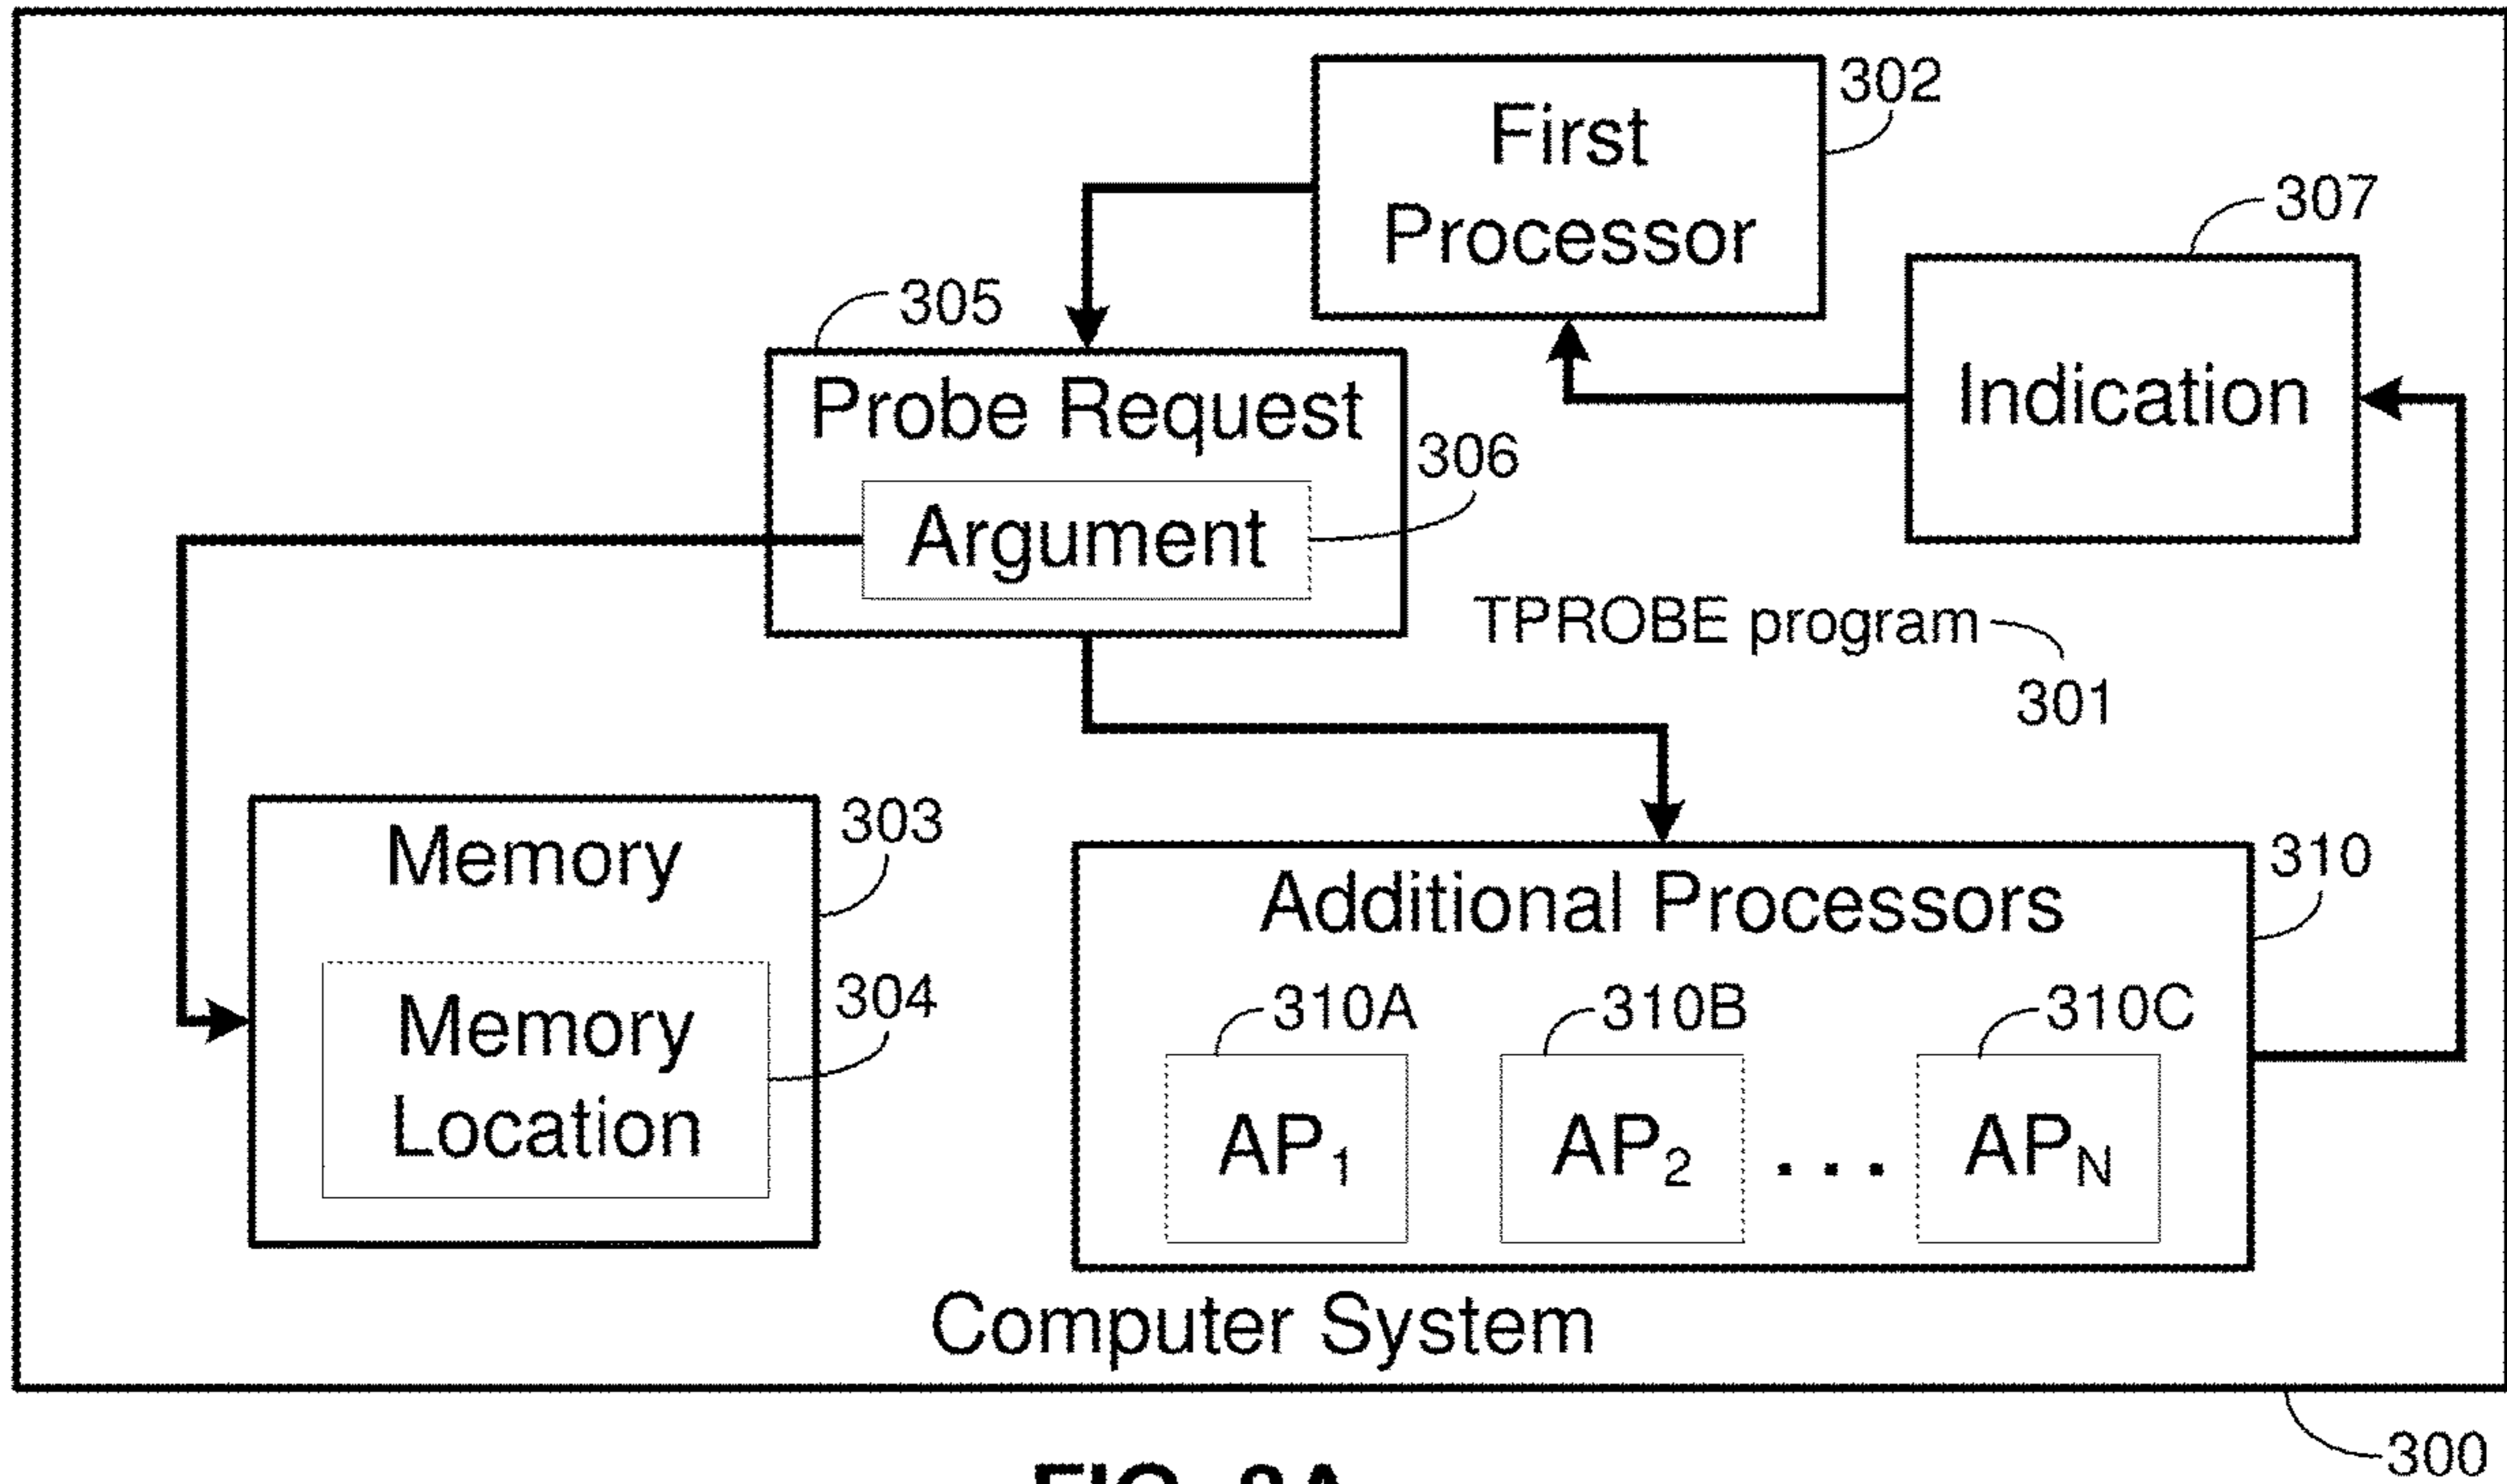 302
First
Processor
307
305
Indication
Probe Request
306
Argument
TPROBE program
301
Memory
303
310
Additional Processors
304
Memory
Location
310A
310B
310C
AP1
AP2
...
APN
Computer System
300